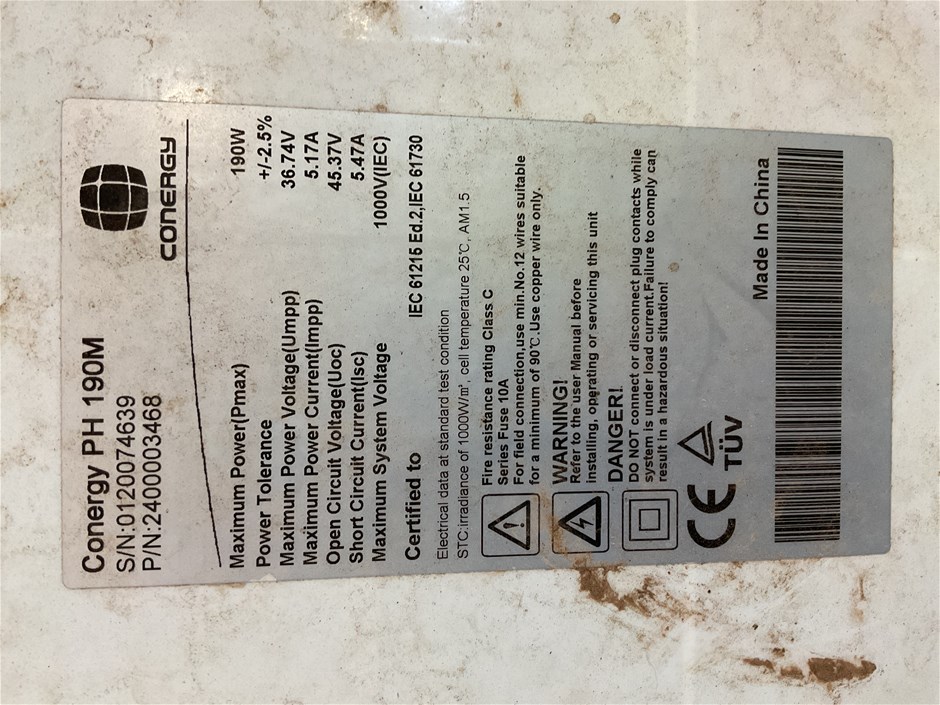 CONERGY
Conergy PH 190M
S/N:01120074639
P/N:2400003468
Maximum Power(Pmax) 190W
Power Tolerance +/-2.5%
Maximum Power Voltage(Umpp) 36.74V
Maximum Power Current(Impp) 5.17A
Open Circuit Voltage(Uoc) 45.37V
Short Circuit Current(Isc) 5.47A
Maximum System Voltage 1000V(IEC)
Certified to IEC 61215 Ed.2,IEC 61730
Electrical data at standard test condition
STC:irradiance of 1000W/m², cell temperature 25℃, AM1.5
Fire resistance rating Class C
Series Fuse 10A
For field connection,use min.No.12 wires suitable
for a minimum of 90℃.Use copper wire only.
WARNING!
Refer to the user Manual before
installing, operating or servicing this unit
DANGER!
DO NOT connect or disconnect plug contacts while
system is under load current.Failure to comply can
result in a hazardous situation!
CE
TÜV
Made In China